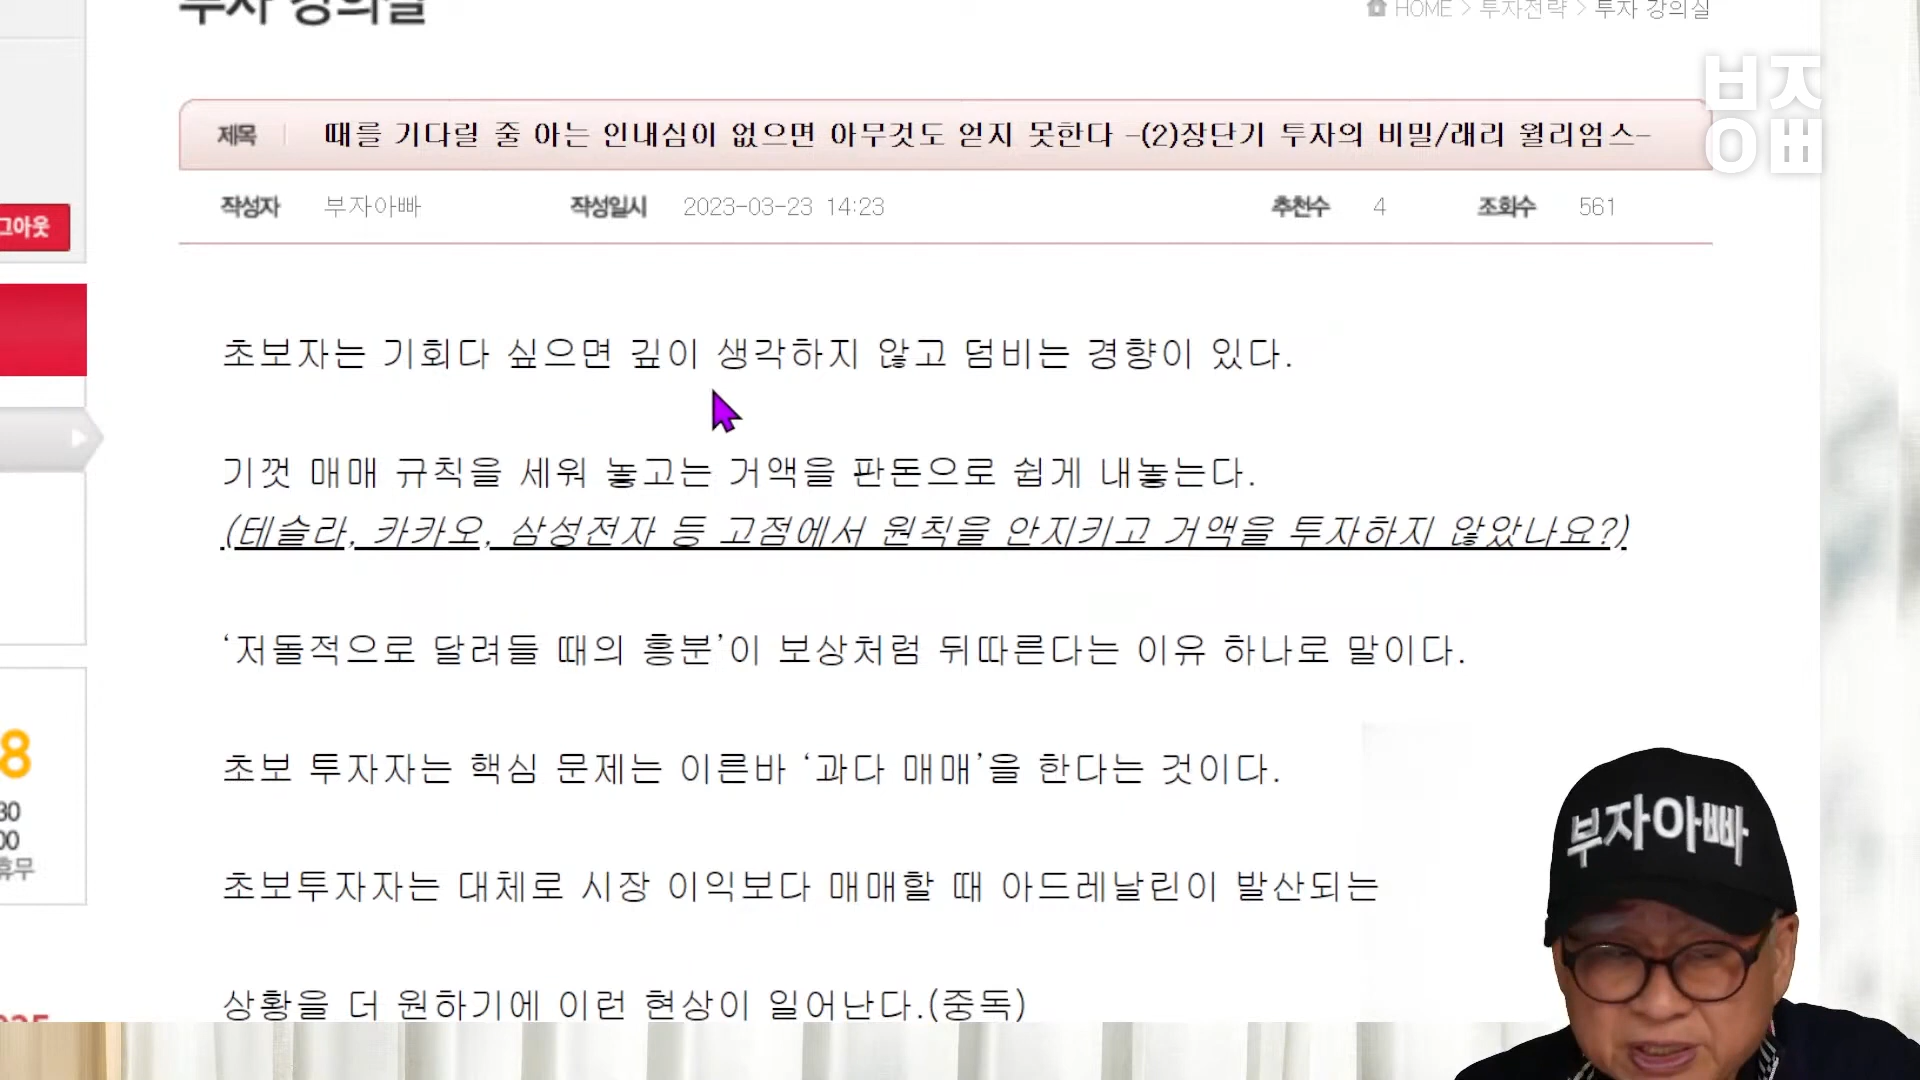 투자 강의실
HOME > 투자전략 > 투자 강의실
부자
아빠
제목 때를 기다릴 줄 아는 인내심이 없으면 아무것도 얻지 못한다 -(2)장단기 투자의 비밀/래리 윌리엄스-
작성자 부자아빠 작성일시 2023-03-23 14:23 추천수 4 조회수 561
그아웃
초보자는 기회다 싶으면 깊이 생각하지 않고 덤비는 경향이 있다.
기껏 매매 규칙을 세워 놓고는 거액을 판돈으로 쉽게 내놓는다.
(테슬라, 카카오, 삼성전자 등 고점에서 원칙을 안지키고 거액을 투자하지 않았나요?)
‘저돌적으로 달려들 때의 흥분’이 보상처럼 뒤따른다는 이유 하나로 말이다.
초보 투자자는 핵심 문제는 이른바 ‘과다 매매’을 한다는 것이다.
8
30
00
휴무
초보투자자는 대체로 시장 이익보다 매매할 때 아드레날린이 발산되는
상황을 더 원하기에 이런 현상이 일어난다.(중독)
부자아빠